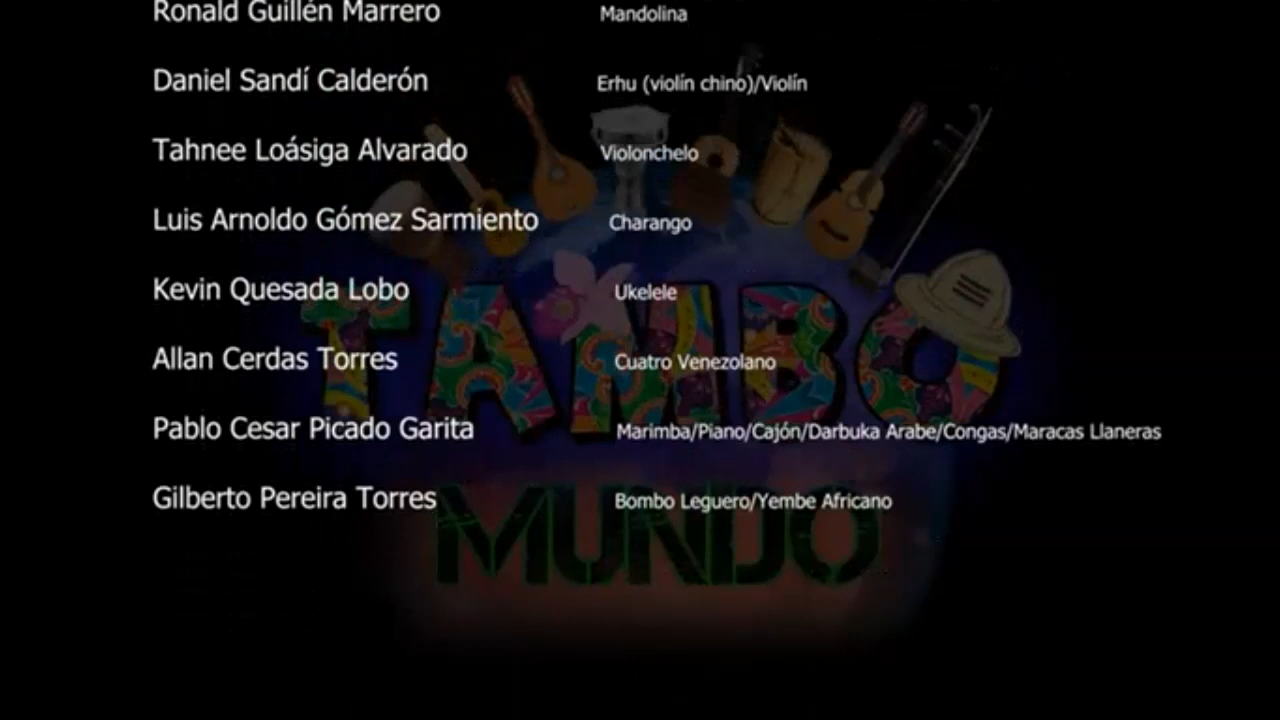 Ronald Guillén Marrero Mandolina
Daniel Sandí Calderón Erhu (violín chino)/Violín
Tahnee Loásiga Alvarado Violonchelo
Luis Arnoldo Gómez Sarmiento Charango
Kevin Quesada Lobo Ukelele
Allan Cerdas Torres Cuatro Venezolano
Pablo Cesar Picado Garita Marimba/Piano/Cajón/Darbuka Arabe/Congas/Maracas Llaneras
Gilberto Pereira Torres Bombo Leguero/Yembe Africano
TAMBO
MUNDO